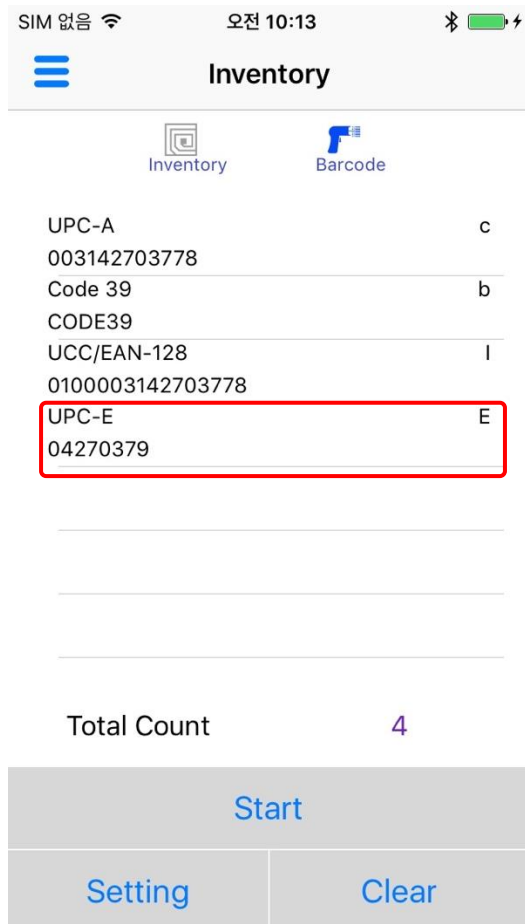 SIM 없음 오전 10:13
Inventory
Inventory Barcode
UPC-A c
003142703778
Code 39 b
CODE39
UCC/EAN-128 I
0100003142703778
UPC-E E
04270379
Total Count 4
Start
Setting Clear